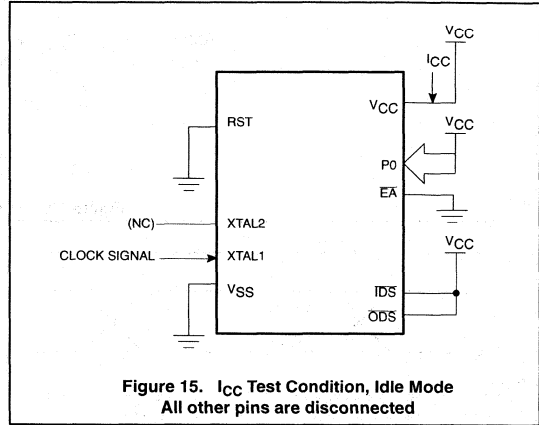 VCC
ICC
VCC
RST
VCC
P0
EA
(NC)
XTAL2
VCC
CLOCK SIGNAL
XTAL1
VSS
IDS
ODS
Figure 15. ICC Test Condition, Idle Mode
All other pins are disconnected